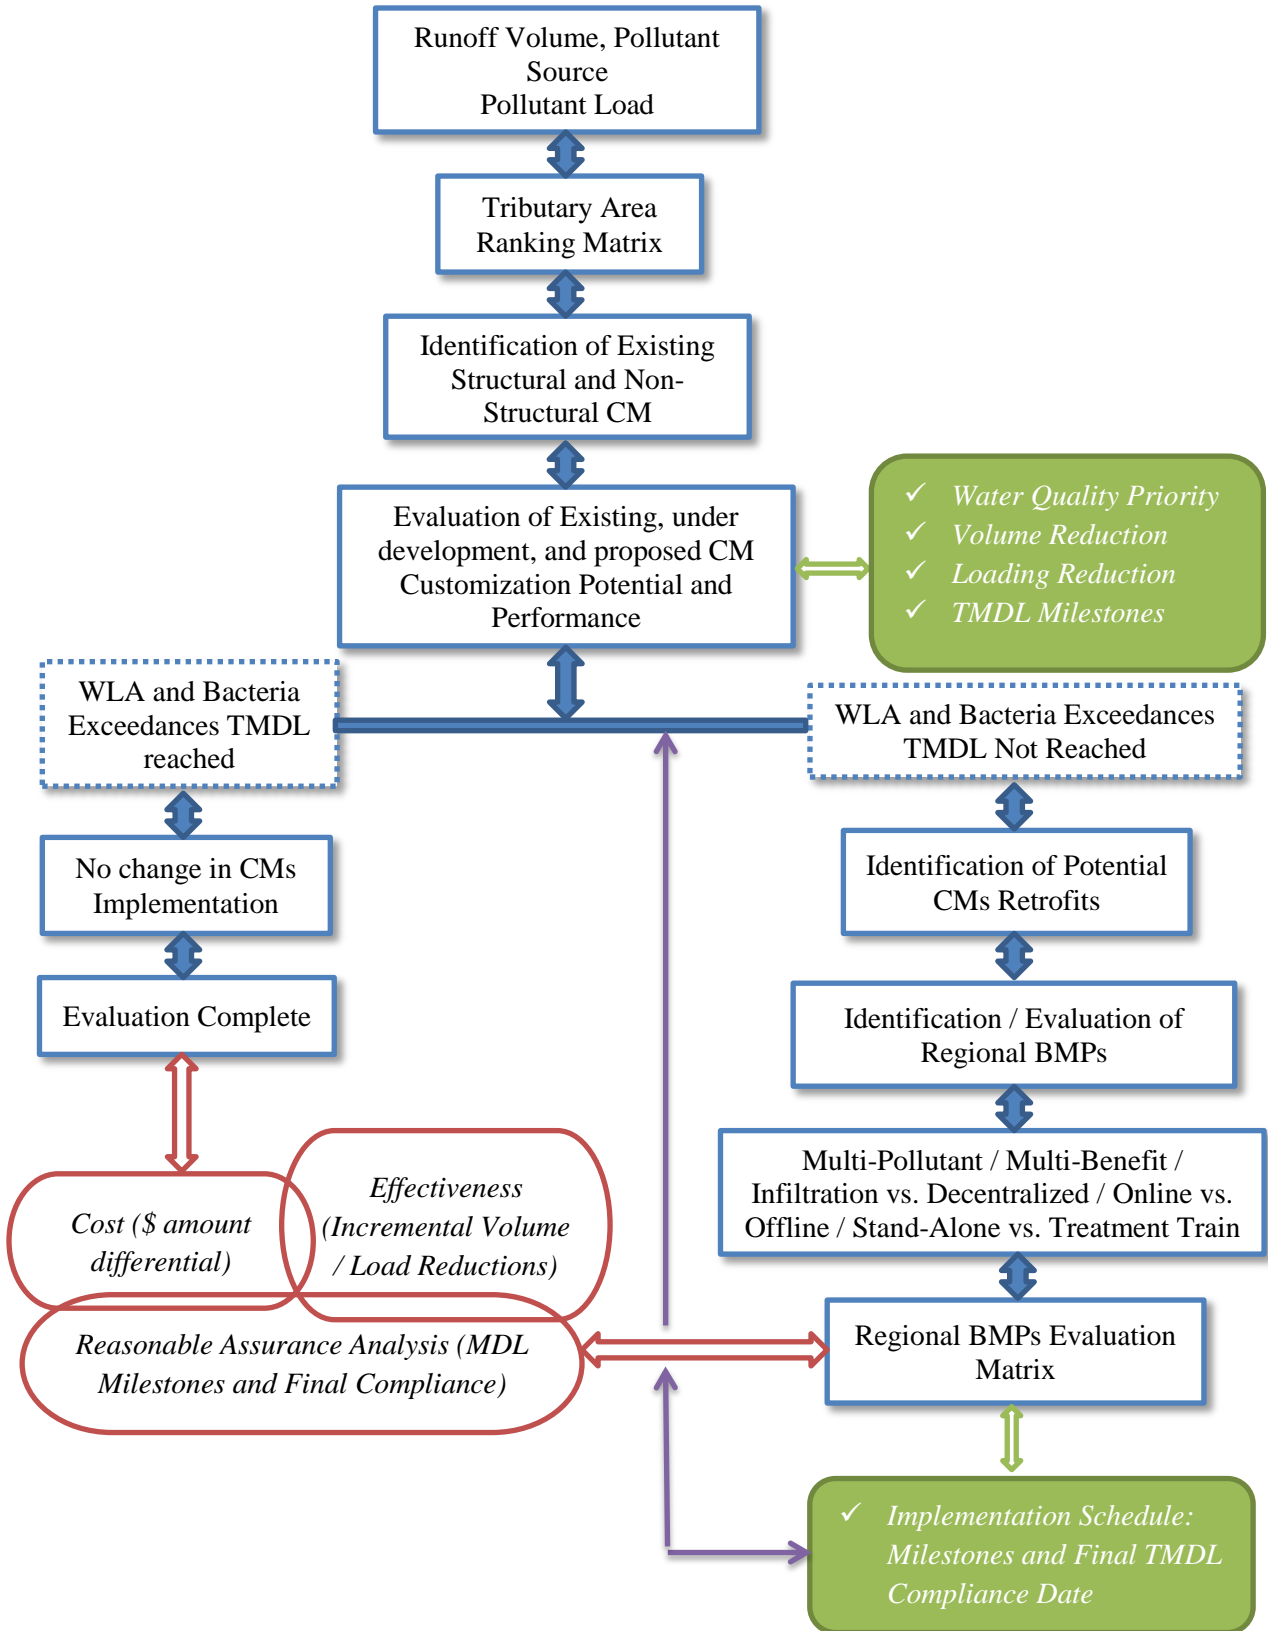 Runoff Volume, Pollutant
Source
Pollutant Load
Tributary Area
Ranking Matrix
Identification of Existing
Structural and Non-
Structural CM
Evaluation of Existing, under
development, and proposed CM
Customization Potential and
Performance
✓ Water Quality Priority
✓ Volume Reduction
✓ Loading Reduction
✓ TMDL Milestones
WLA and Bacteria
Exceedances TMDL
reached
WLA and Bacteria Exceedances
TMDL Not Reached
No change in CMs
Implementation
Identification of Potential
CMs Retrofits
Evaluation Complete
Identification / Evaluation of
Regional BMPs
Multi-Pollutant / Multi-Benefit /
Infiltration vs. Decentralized / Online vs.
Offline / Stand-Alone vs. Treatment Train
Cost ($ amount
differential)
Effectiveness
(Incremental Volume
/ Load Reductions)
Reasonable Assurance Analysis (MDL
Milestones and Final Compliance)
Regional BMPs Evaluation
Matrix
✓ Implementation Schedule:
Milestones and Final TMDL
Compliance Date